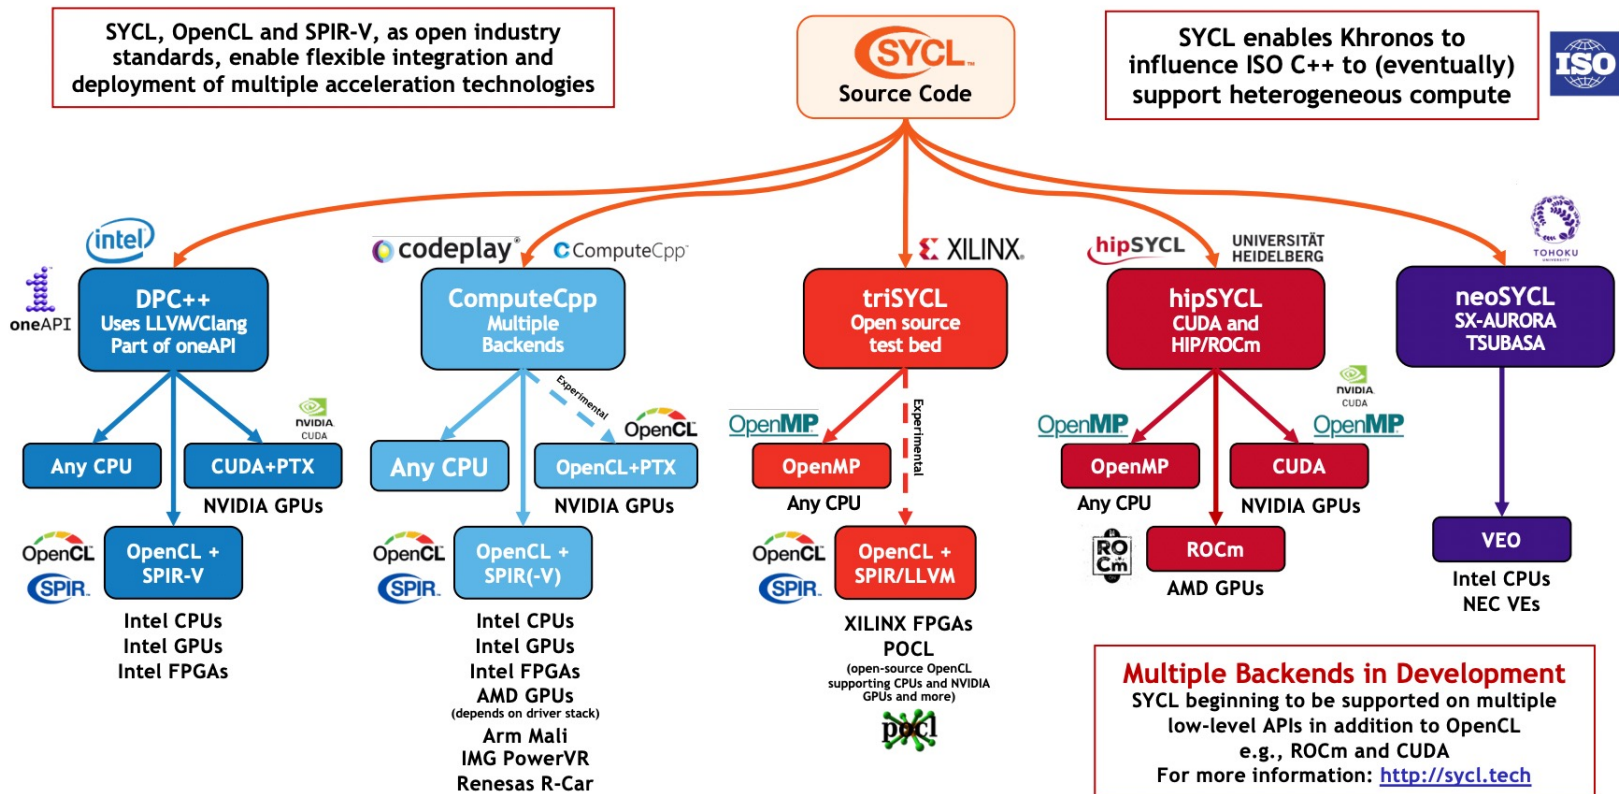 SYCL, OpenCL and SPIR-V, as open industry
standards, enable flexible integration and
deployment of multiple acceleration technologies
SYCL™
Source Code
SYCL enables Khronos to
influence ISO C++ to (eventually)
support heterogeneous compute
ISO
intel
oneAPI
DPC++
Uses LLVM/Clang
Part of oneAPI
codeplay®
ComputeCpp™
ComputeCpp
Multiple
Backends
XILINX®
triSYCL
Open source
test bed
hipSYCL
UNIVERSITÄT
HEIDELBERG
hipSYCL
CUDA and
HIP/ROCm
TOHOKU
UNIVERSITY
neoSYCL
SX-AURORA
TSUBASA
Any CPU
NVIDIA
CUDA
CUDA+PTX
NVIDIA GPUs
OpenCL
SPIR™
OpenCL +
SPIR-V
Intel CPUs
Intel GPUs
Intel FPGAs
Experimental
Any CPU
OpenCL
OpenCL+PTX
NVIDIA GPUs
OpenCL
SPIR™
OpenCL +
SPIR(-V)
Intel CPUs
Intel GPUs
Intel FPGAs
AMD GPUs
(depends on driver stack)
Arm Mali
IMG PowerVR
Renesas R-Car
OpenMP
OpenMP
Any CPU
Experimental
OpenCL
SPIR™
OpenCL +
SPIR/LLVM
XILINX FPGAs
POCL
(open-source OpenCL
supporting CPUs and NVIDIA
GPUs and more)
pocl
OpenMP
OpenMP
Any CPU
NVIDIA
CUDA
OpenMP
CUDA
NVIDIA GPUs
ROCm
ROCm
AMD GPUs
VEO
Intel CPUs
NEC VEs
Multiple Backends in Development
SYCL beginning to be supported on multiple
low-level APIs in addition to OpenCL
e.g., ROCm and CUDA
For more information: http://sycl.tech